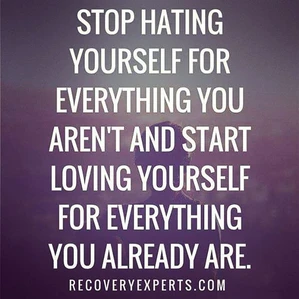 STOP HATING
YOURSELF FOR
EVERYTHING YOU
AREN'T AND START
LOVING YOURSELF
FOR EVERYTHING
YOU ALREADY ARE.
RECOVERYEXPERTS.COM